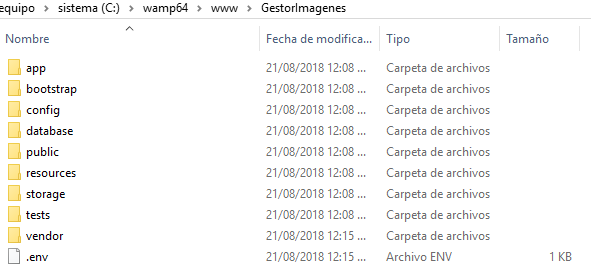 equipo > sistema (C:) > wamp64 > www > GestorImagenes
Nombre Fecha de modifica... Tipo Tamaño
app 21/08/2018 12:08 ... Carpeta de archivos
bootstrap 21/08/2018 12:08 ... Carpeta de archivos
config 21/08/2018 12:08 ... Carpeta de archivos
database 21/08/2018 12:08 ... Carpeta de archivos
public 21/08/2018 12:08 ... Carpeta de archivos
resources 21/08/2018 12:08 ... Carpeta de archivos
storage 21/08/2018 12:08 ... Carpeta de archivos
tests 21/08/2018 12:08 ... Carpeta de archivos
vendor 21/08/2018 12:15 ... Carpeta de archivos
.env 21/08/2018 12:15 ... Archivo ENV 1 KB